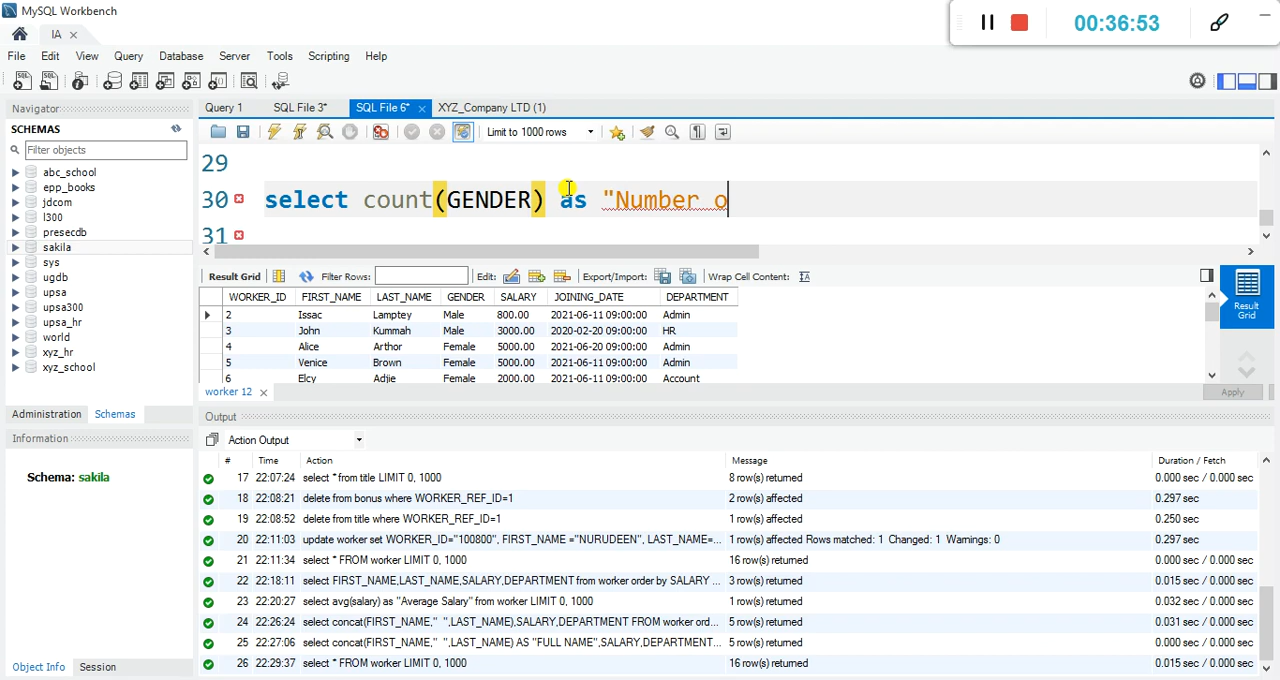 MySQL Workbench
00:36:53
IA
File Edit View Query Database Server Tools Scripting Help
Navigator
SCHEMAS
Filter objects
abc_school
epp_books
jdcom
l300
presecdb
sakila
sys
ugdb
upsa
upsa300
upsa_hr
world
xyz_hr
xyz_school
Administration Schemas
Information
Schema: sakila
Object Info Session
Query 1 SQL File 3* SQL File 6* XYZ_Company LTD (1)
Limit to 1000 rows
29
30 select count(GENDER) as "Number o
31
Result Grid Filter Rows: Edit: Export/Import: Wrap Cell Content:
WORKER_ID FIRST_NAME LAST_NAME GENDER SALARY JOINING_DATE DEPARTMENT
2 Issac Lamptey Male 800.00 2021-06-11 09:00:00 Admin
3 John Kummah Male 3000.00 2020-02-20 09:00:00 HR
4 Alice Arthor Female 5000.00 2021-06-20 09:00:00 Admin
5 Venice Brown Female 5000.00 2021-06-11 09:00:00 Admin
6 Elcy Adjie Female 2000.00 2021-06-11 09:00:00 Account
Result Grid
worker 12
Apply
Output
Action Output
# Time Action Message Duration / Fetch
17 22:07:24 select * from title LIMIT 0, 1000 8 row(s) returned 0.000 sec / 0.000 sec
18 22:08:21 delete from bonus where WORKER_REF_ID=1 2 row(s) affected 0.297 sec
19 22:08:52 delete from title where WORKER_REF_ID=1 1 row(s) affected 0.250 sec
20 22:11:03 update worker set WORKER_ID="100800", FIRST_NAME ="NURUDEEN", LAST_NAME=... 1 row(s) affected Rows matched: 1 Changed: 1 Warnings: 0 0.297 sec
21 22:11:34 select * FROM worker LIMIT 0, 1000 16 row(s) returned 0.000 sec / 0.000 sec
22 22:18:11 select FIRST_NAME,LAST_NAME,SALARY,DEPARTMENT from worker order by SALARY ... 3 row(s) returned 0.015 sec / 0.000 sec
23 22:20:27 select avg(salary) as "Average Salary" from worker LIMIT 0, 1000 1 row(s) returned 0.032 sec / 0.000 sec
24 22:26:24 select concat(FIRST_NAME," ",LAST_NAME),SALARY,DEPARTMENT FROM worker ord... 5 row(s) returned 0.031 sec / 0.000 sec
25 22:27:06 select concat(FIRST_NAME," ",LAST_NAME) AS "FULL NAME",SALARY,DEPARTMENT... 5 row(s) returned 0.000 sec / 0.000 sec
26 22:29:37 select * FROM worker LIMIT 0, 1000 16 row(s) returned 0.015 sec / 0.000 sec